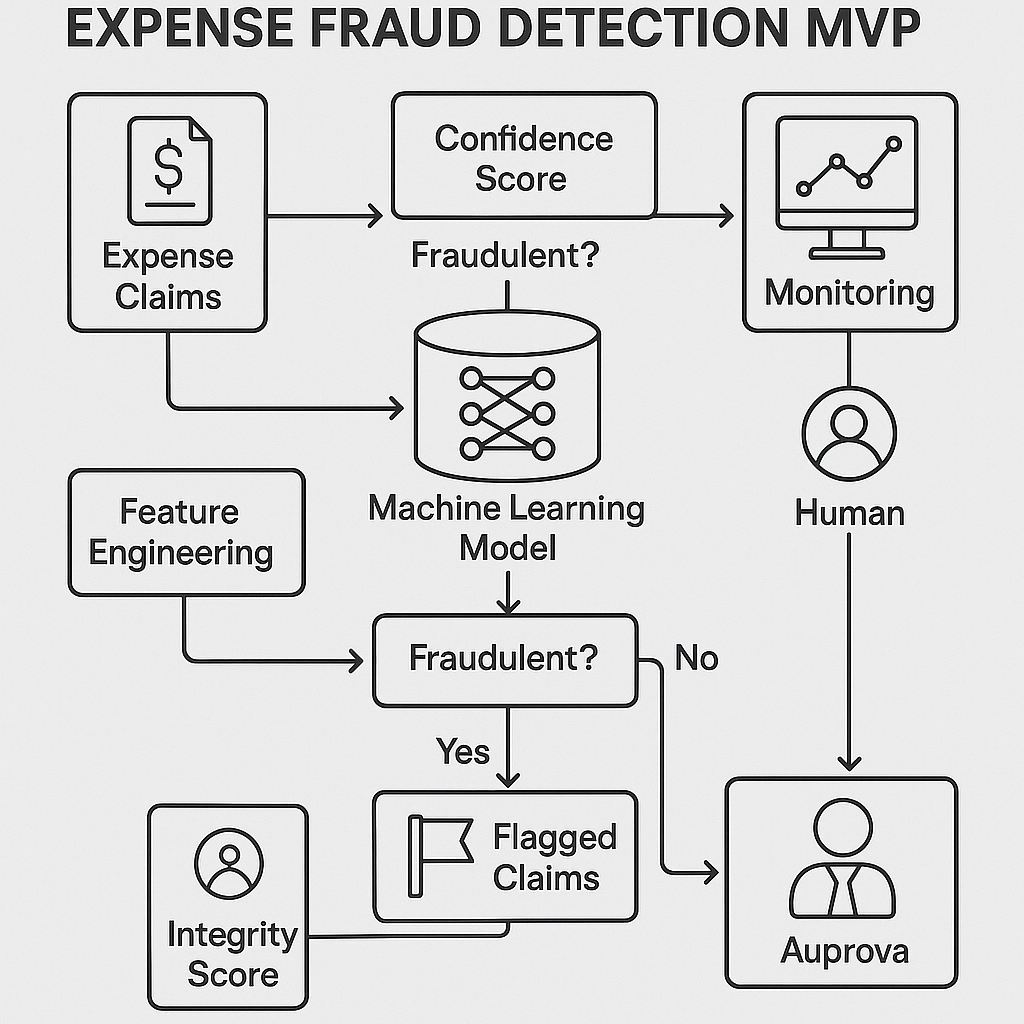 EXPENSE FRAUD DETECTION MVP
$
Expense
Claims
Confidence
Score
Fraudulent?
Monitoring
Machine Learning
Model
Human
Feature
Engineering
Fraudulent?
No
Yes
Flagged
Claims
Integrity
Score
Auprova